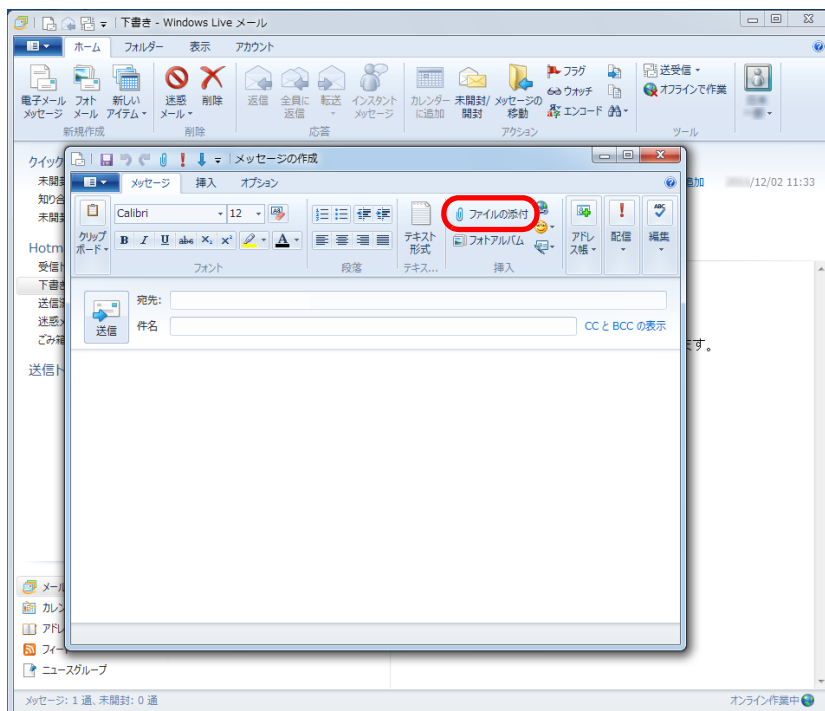 下書き - Windows Live メール
ホーム フォルダー 表示 アカウント
電子メール メッセージ フォト メール 新しい アイテム 迷惑 メール 削除 返信 全員に 返信 転送 インスタント メッセージ カレンダー に追加 未開封/ 開封 メッセージの 移動 フラグ ウォッチ エンコード 送受信 オフラインで作業
新規作成 削除 応答 アクション ツール
クイック
未開
知り合
未開
Hotm
受信
下書き
送信
迷惑
ごみ箱
送信
追加 /12/02 11:33
ます。
メッセージの作成
メッセージ 挿入 オプション
Calibri 12 ファイルの添付
クリップ ボード B I U abc X₂ X² A テキスト 形式 フォトアルバム アドレ ス帳 配信 ABC 編集
フォント 段落 テキス... 挿入
送信
宛先:
件名 CC と BCC の表示
メール
カレン
アドレ
フィー
ニュースグループ
メッセージ: 1 通、未開封: 0 通 オンライン作業中